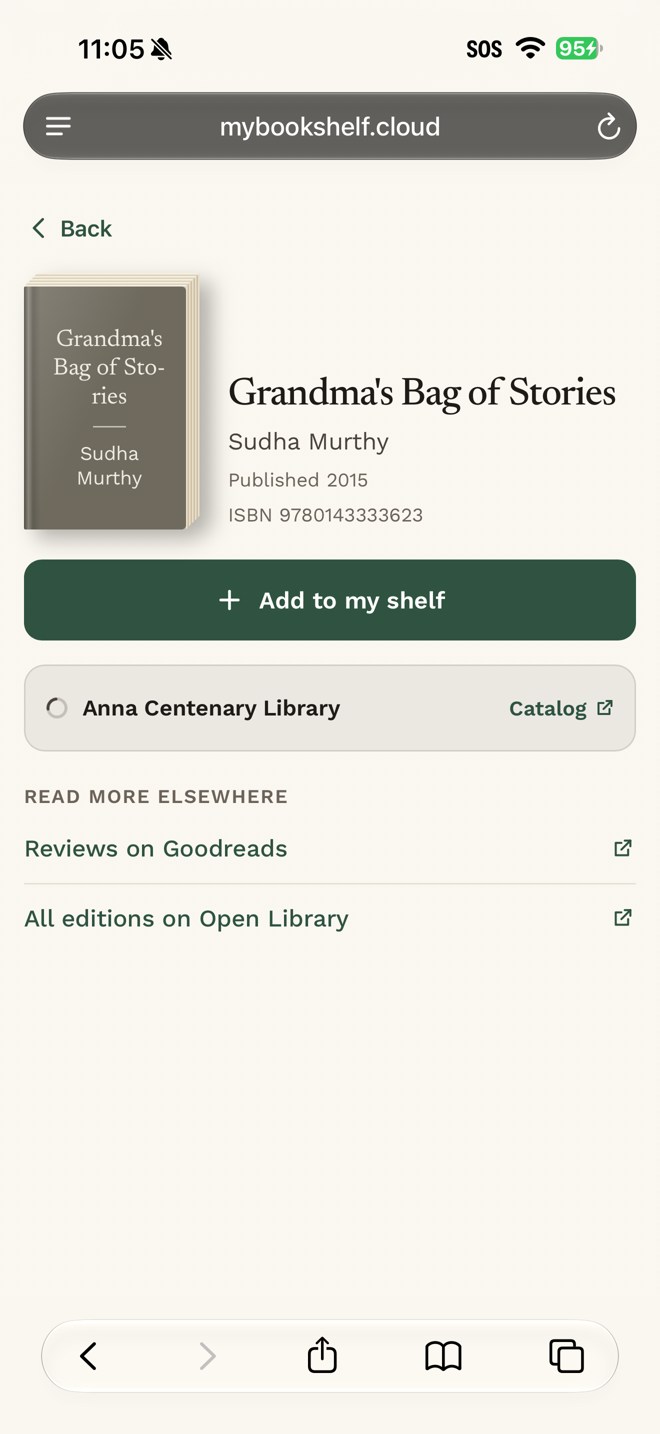 11:05
SOS
95
mybookshelf.cloud
Back
Grandma's
Bag of Sto-
ries
Sudha
Murthy
Grandma's Bag of Stories
Sudha Murthy
Published 2015
ISBN 9780143333623
+ Add to my shelf
Anna Centenary Library
Catalog
READ MORE ELSEWHERE
Reviews on Goodreads
All editions on Open Library